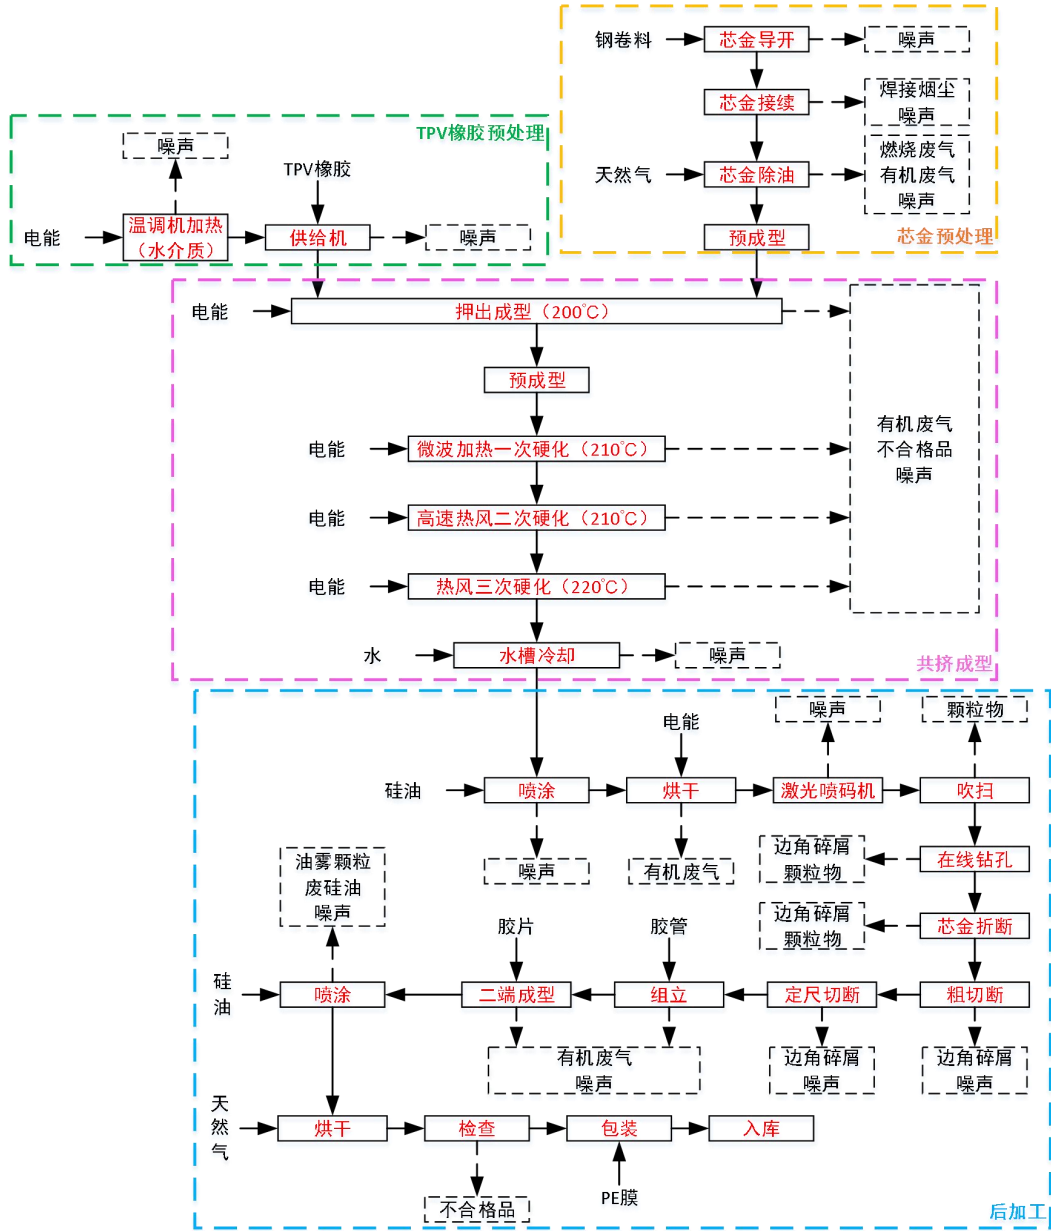 钢卷料
芯金导开
噪声
芯金接续
焊接烟尘
噪声
天然气
芯金除油
燃烧废气
有机废气
噪声
预成型
芯金预处理
TPV橡胶预处理
噪声
TPV橡胶
电能
温调机加热
（水介质）
供给机
噪声
电能
押出成型（200℃）
预成型
电能
微波加热一次硬化（210℃）
有机废气
不合格品
噪声
电能
高速热风二次硬化（210℃）
电能
热风三次硬化（220℃）
水
水槽冷却
噪声
共挤成型
电能
噪声
颗粒物
硅油
喷涂
烘干
激光喷码机
吹扫
噪声
有机废气
边角碎屑
颗粒物
在线钻孔
油雾颗粒
废硅油
噪声
胶片
胶管
边角碎屑
颗粒物
芯金折断
硅
油
喷涂
二端成型
组立
定尺切断
粗切断
有机废气
噪声
边角碎屑
噪声
边角碎屑
噪声
天
然
气
烘干
检查
包装
入库
不合格品
PE膜
后加工